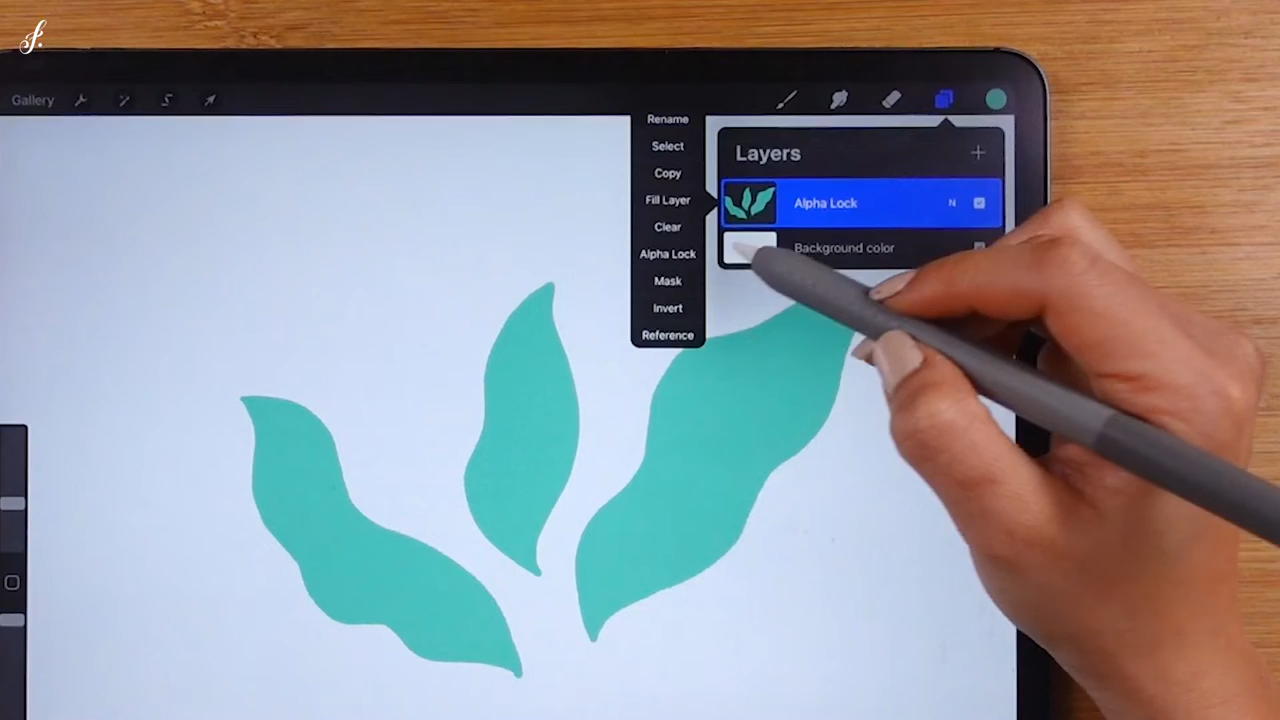 Gallery
Rename
Select
Copy
Fill Layer
Clear
Alpha Lock
Mask
Invert
Reference
Layers
Alpha Lock N
Background color